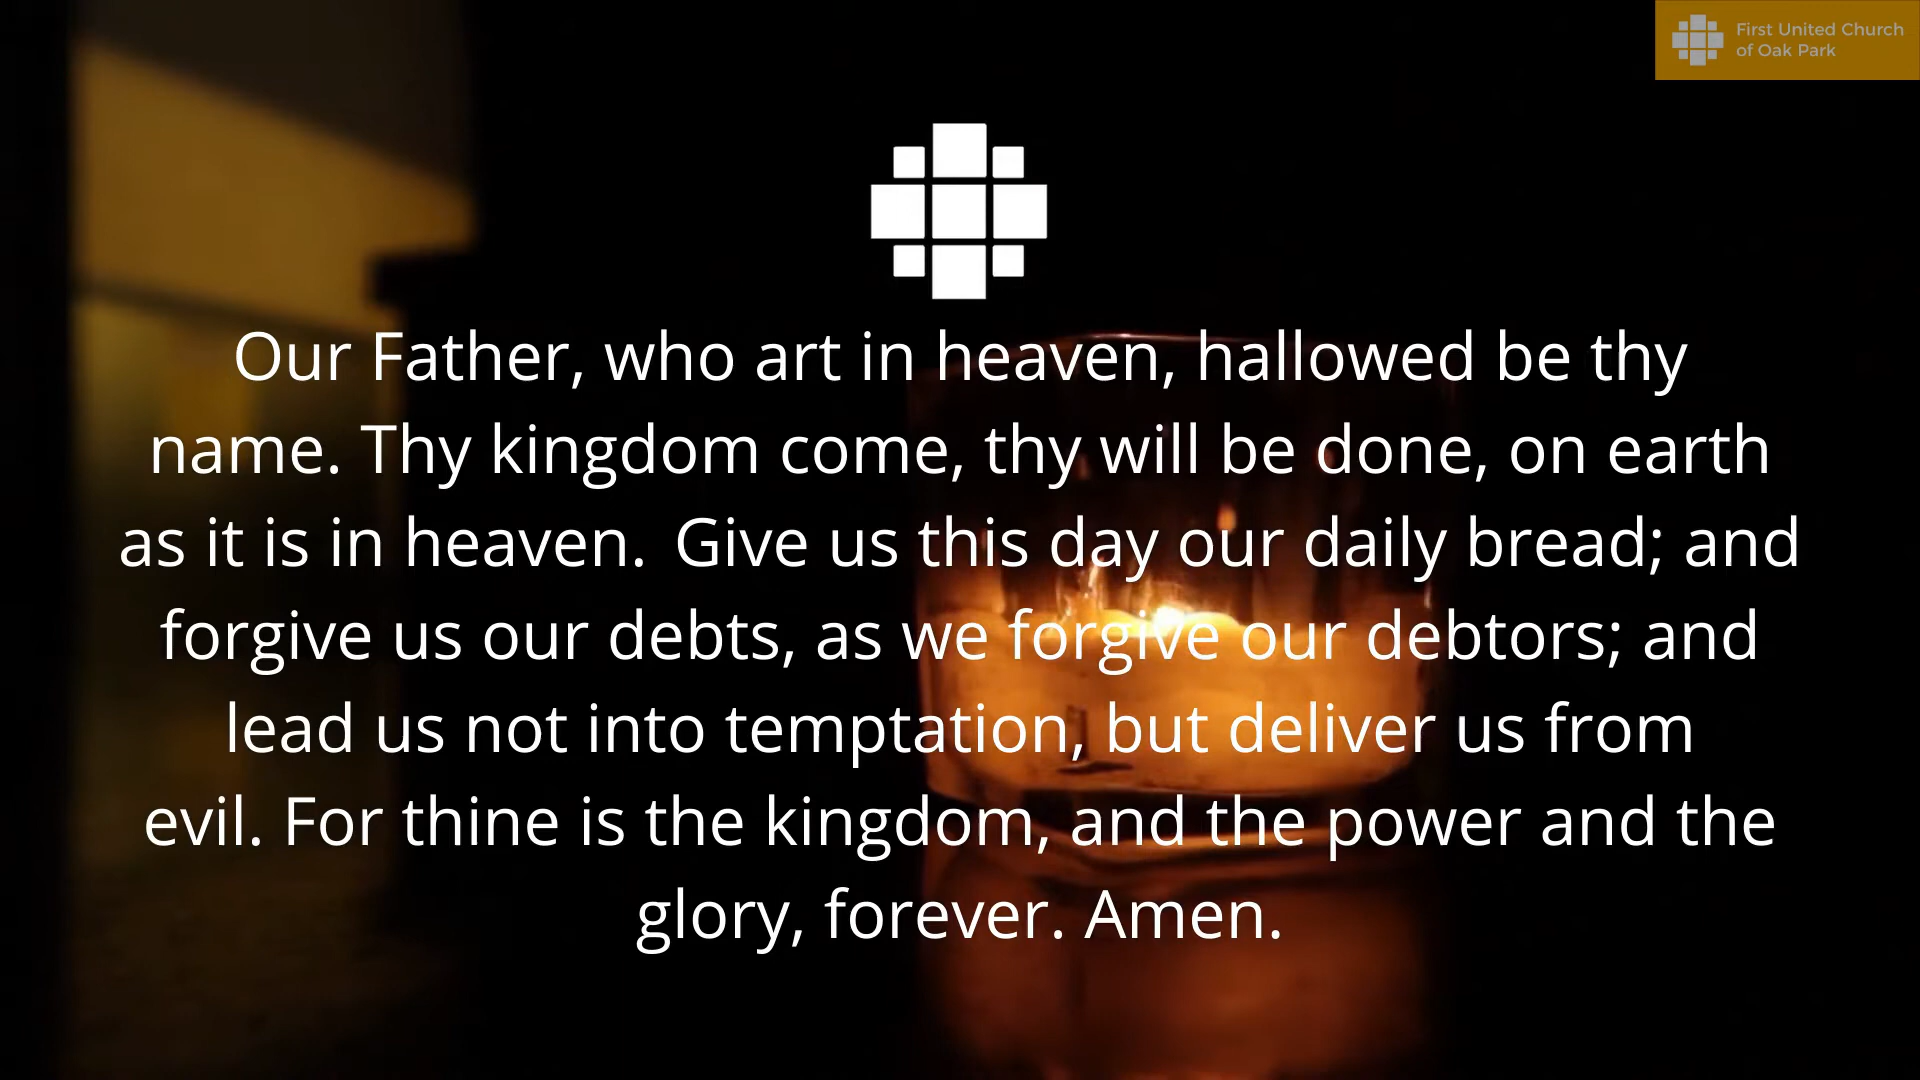 First United Church
of Oak Park
Our Father, who art in heaven, hallowed be thy
name. Thy kingdom come, thy will be done, on earth
as it is in heaven. Give us this day our daily bread; and
forgive us our debts, as we forgive our debtors; and
lead us not into temptation, but deliver us from
evil. For thine is the kingdom, and the power and the
glory, forever. Amen.